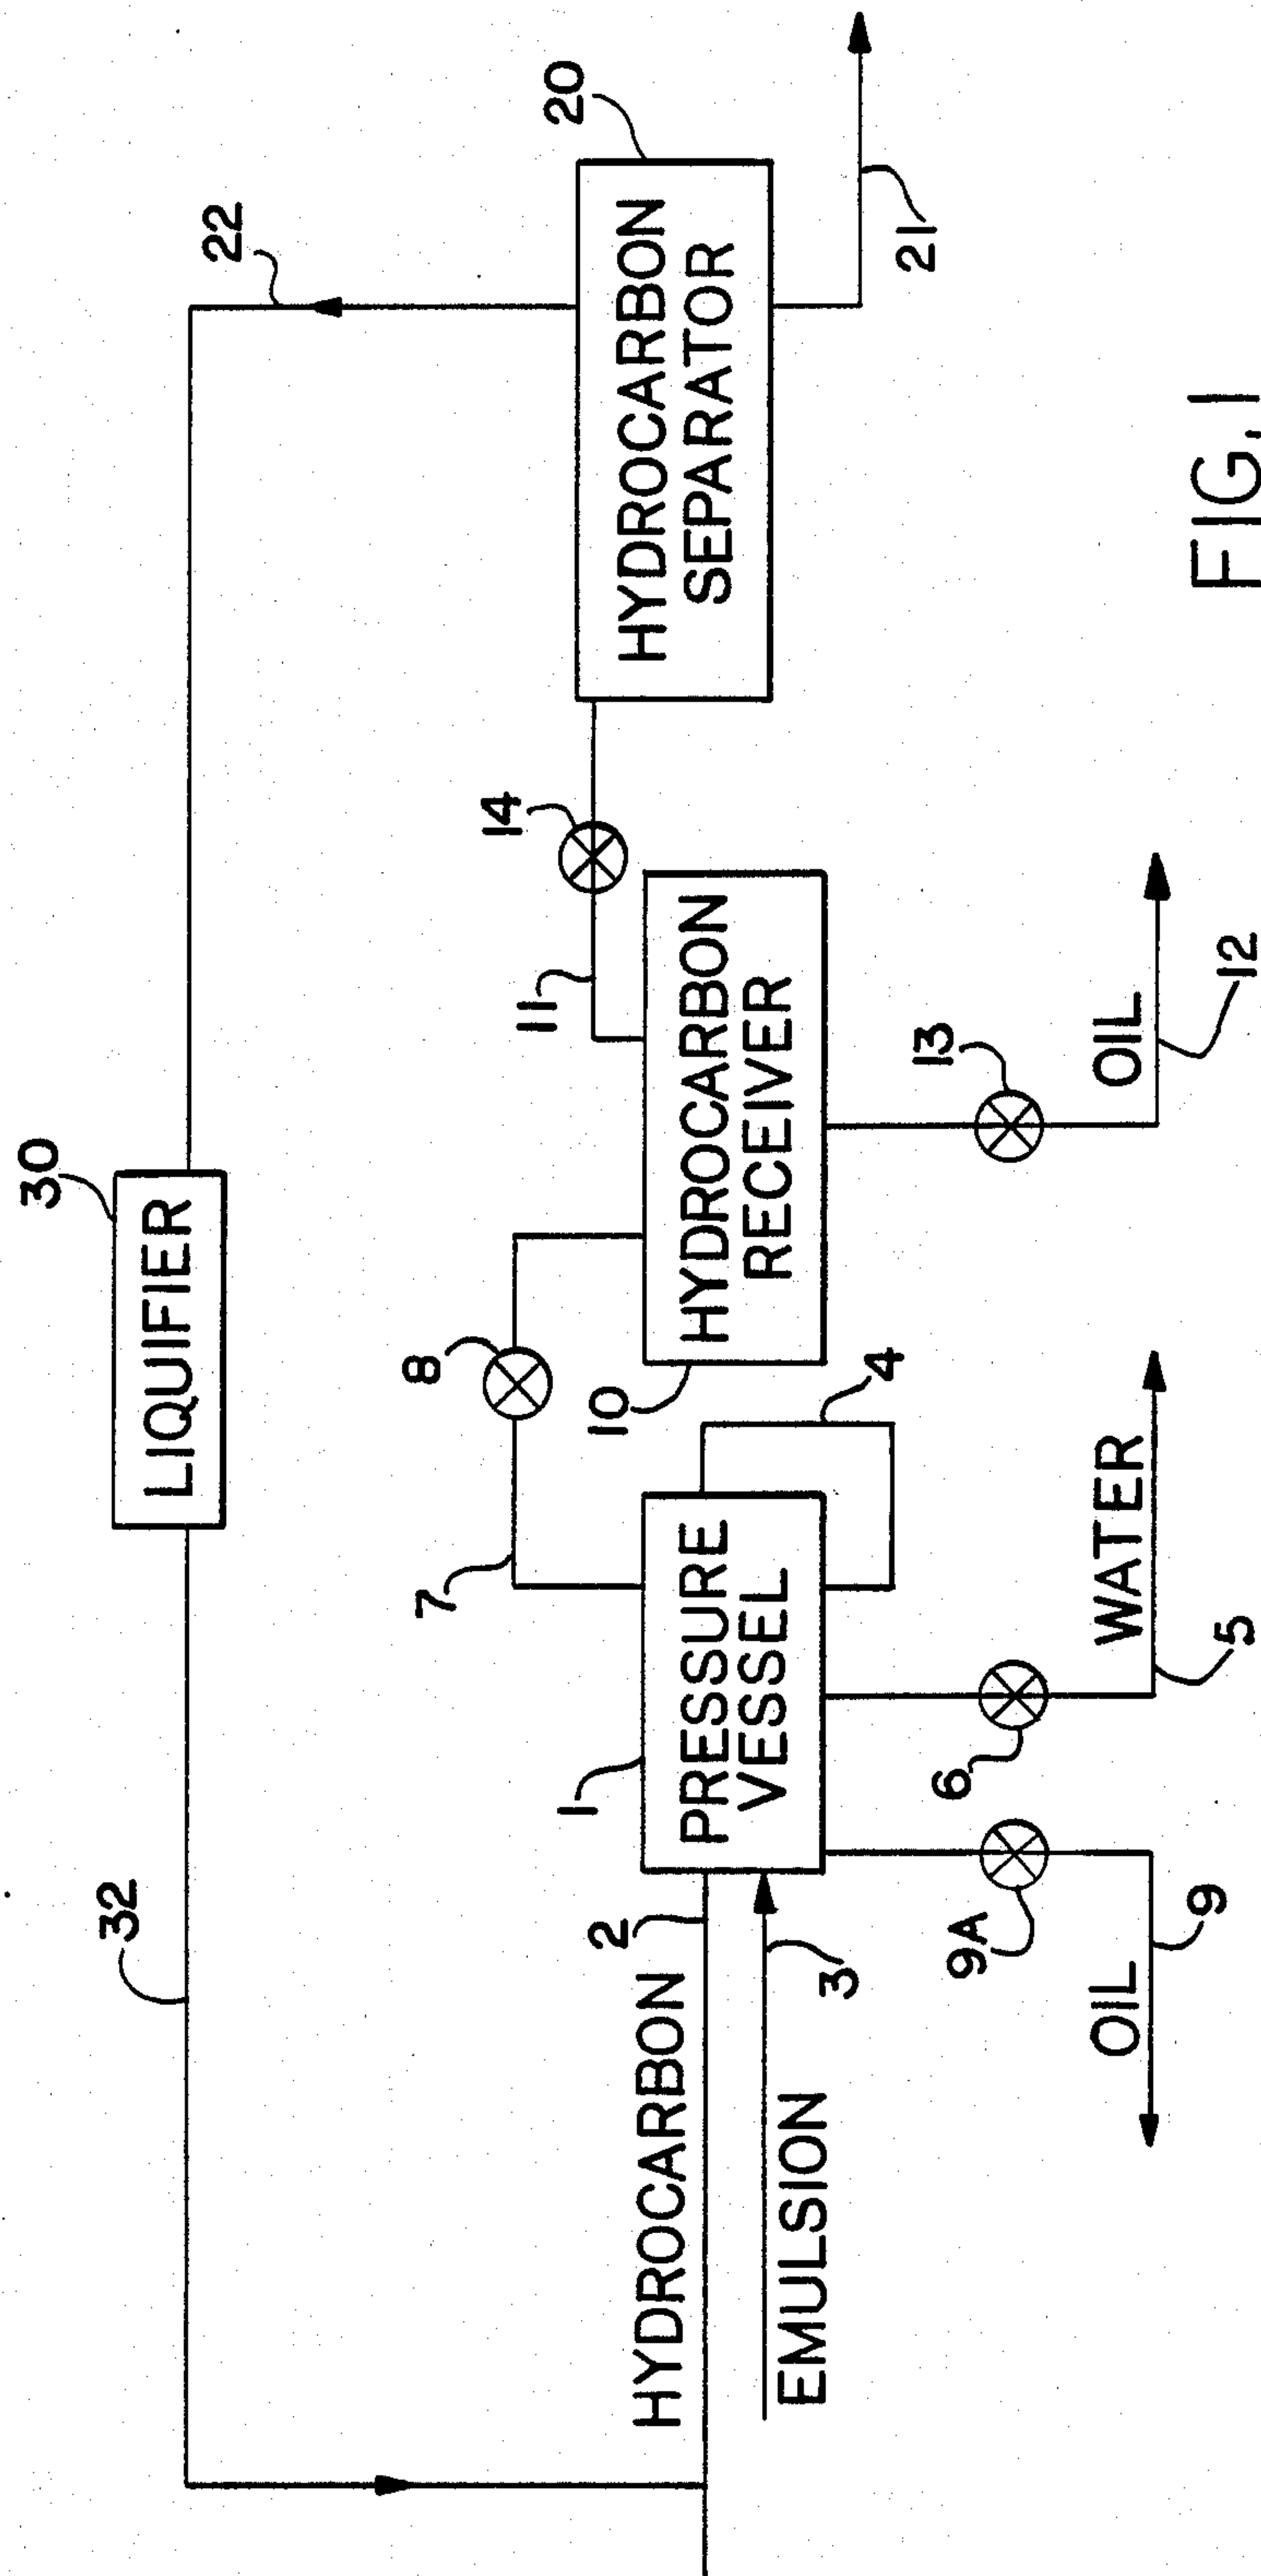 30
LIQUIFIER
32
22
20
HYDROCARBON
SEPARATOR
21
14
11
8
7
10
HYDROCARBON
RECEIVER
13
OIL
12
1
PRESSURE
VESSEL
4
2
HYDROCARBON
3
EMULSION
6
WATER
5
9A
OIL
9
FIG. 1